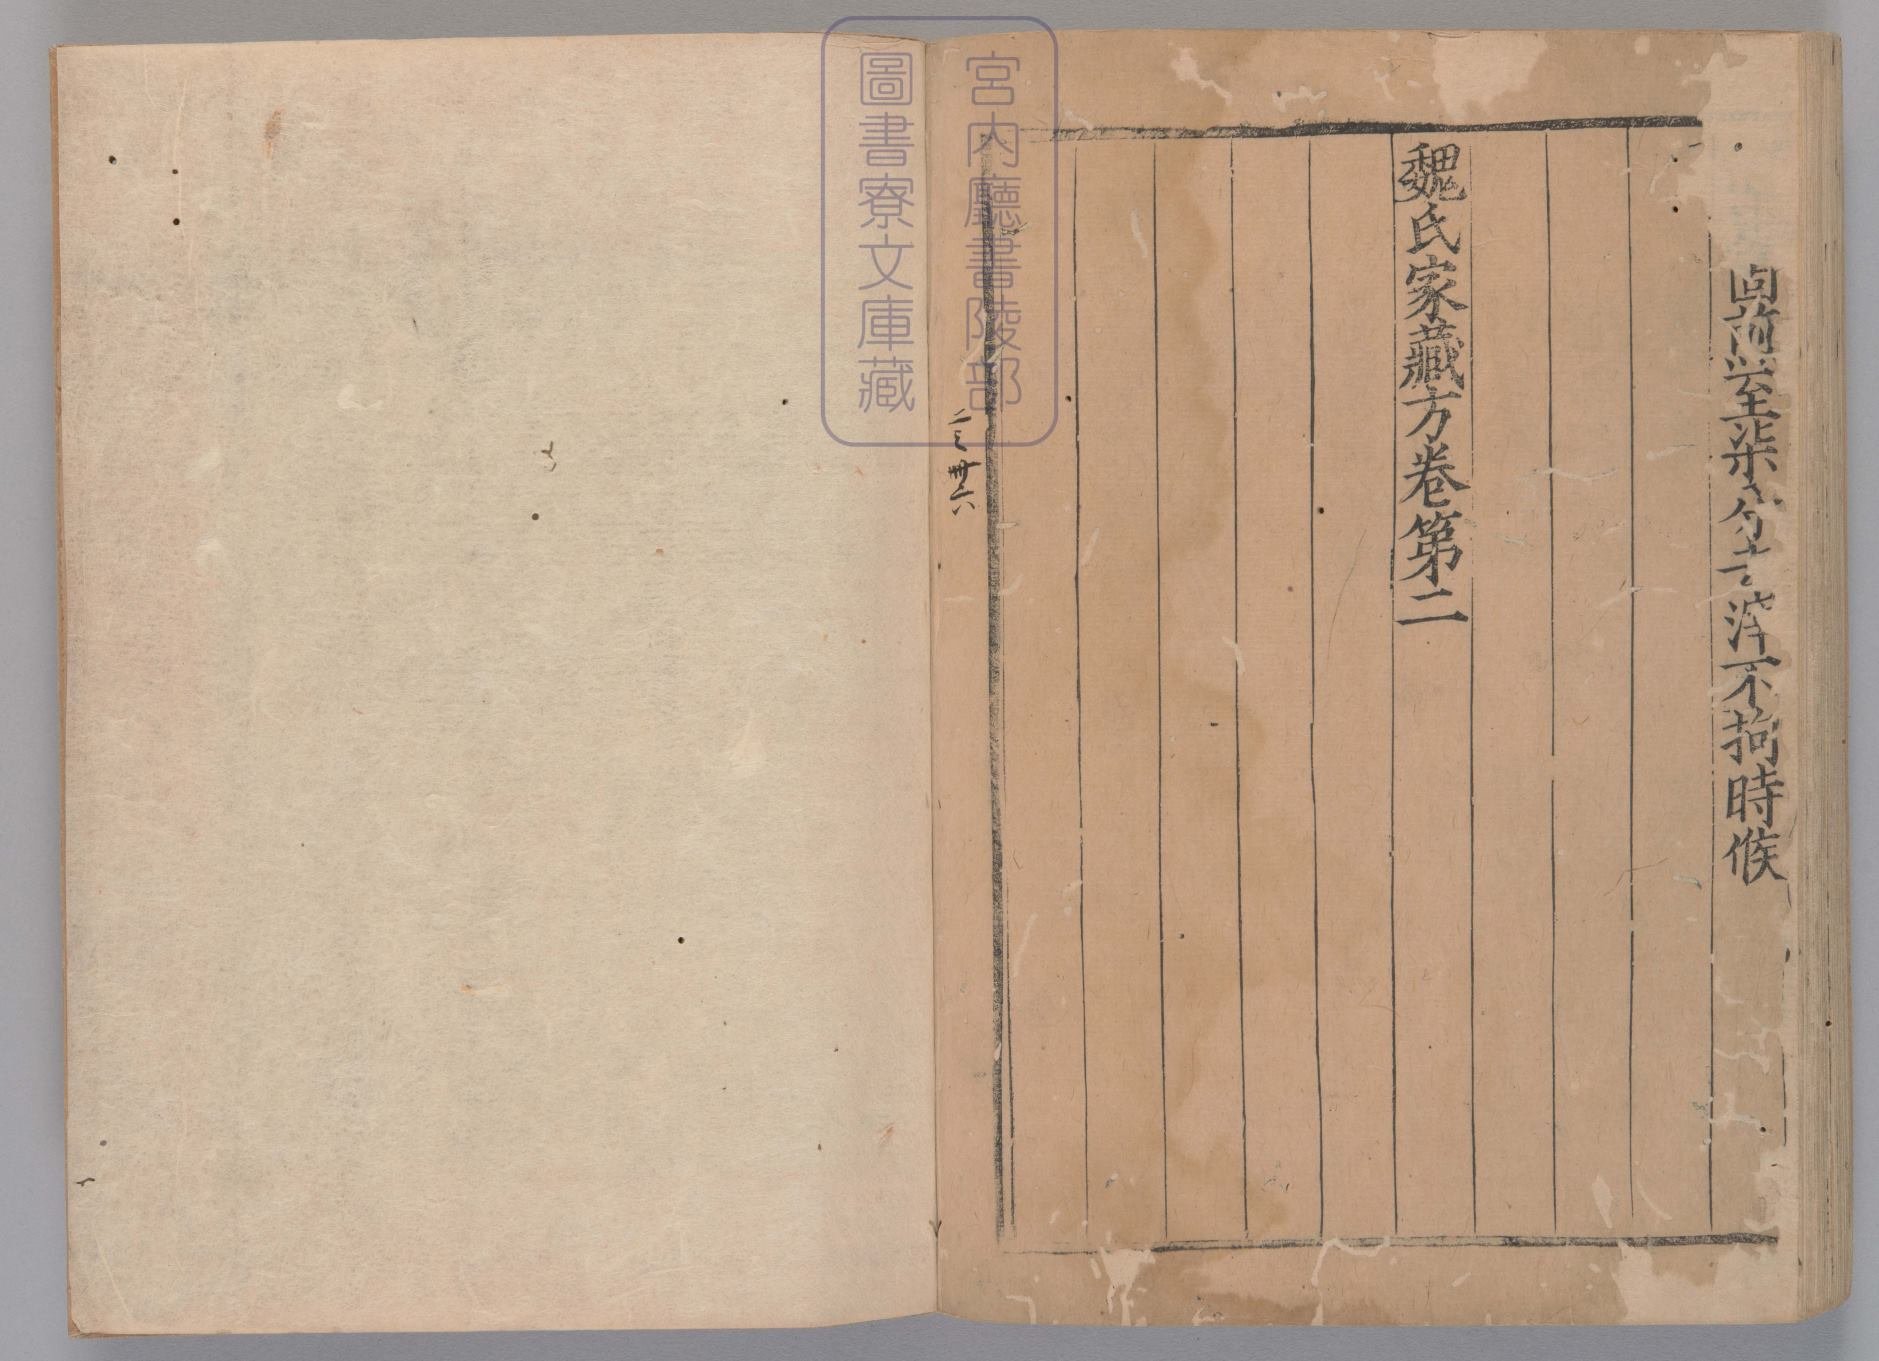 同煎至柒分去滓不拘時候
魏氏家藏方卷第二
宮内廳書陵部
圖書寮文庫藏